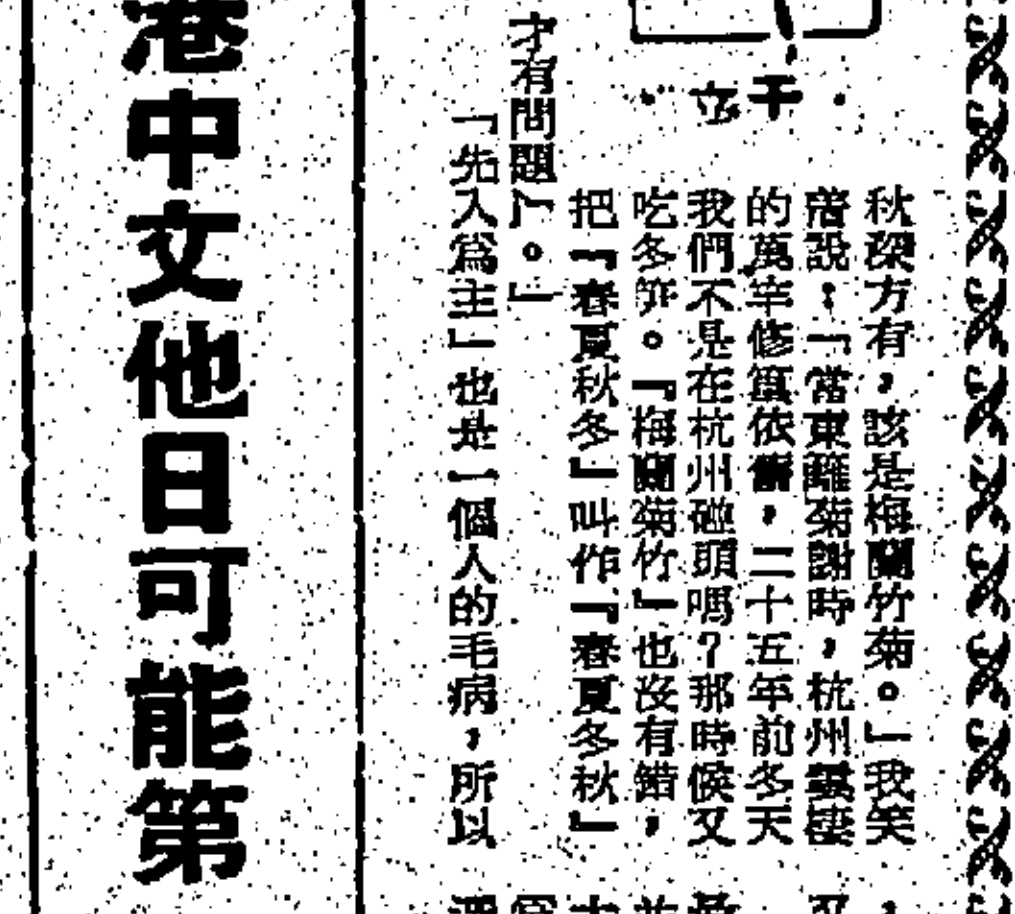 干立
秋深方有，該是梅蘭竹菊。」我笑
著說：「當東籬菊謝時，杭州雲棲
的萬竿修篁依舊，二十五年前冬天
我們不是在杭州碰頭嗎？那時候又
吃冬笋。『梅蘭菊竹』也沒有錯，
把『春夏秋冬』叫作『春夏冬秋』
才有問題」。」
「先入爲主」也是一個人的毛病，所以
港中文他日可能第